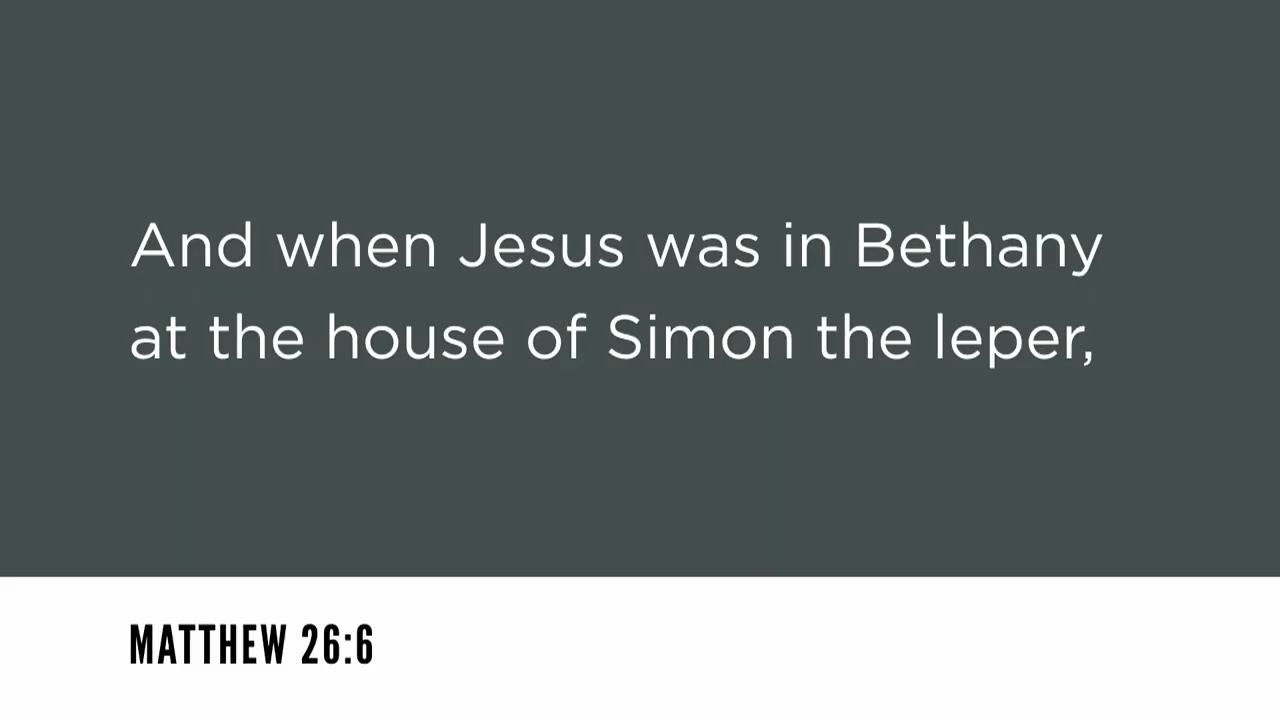 And when Jesus was in Bethany
at the house of Simon the leper,
MATTHEW 26:6